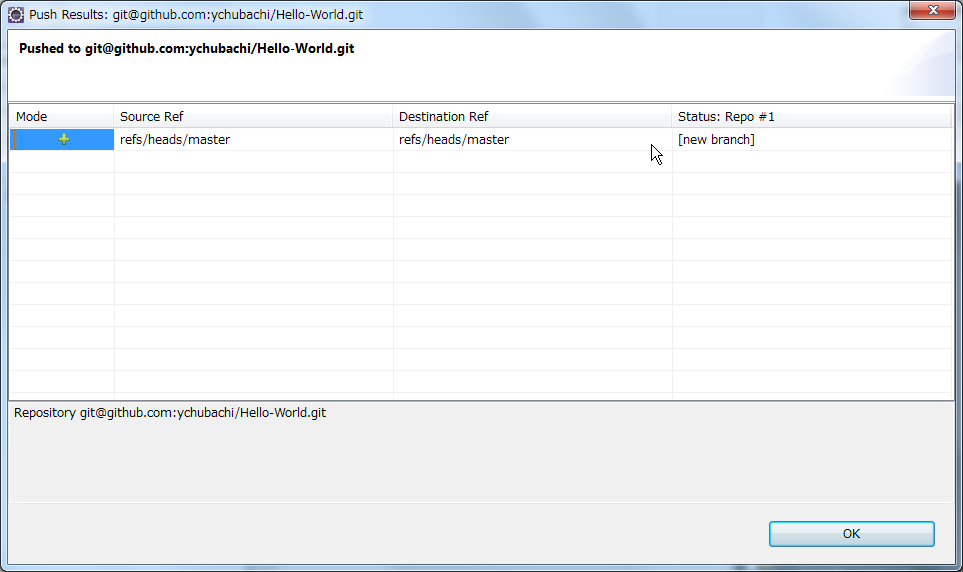 Push Results: git@github.com:ychubachi/Hello-World.git
Pushed to git@github.com:ychubachi/Hello-World.git
Mode Source Ref Destination Ref Status: Repo #1
refs/heads/master refs/heads/master [new branch]
Repository git@github.com:ychubachi/Hello-World.git
OK